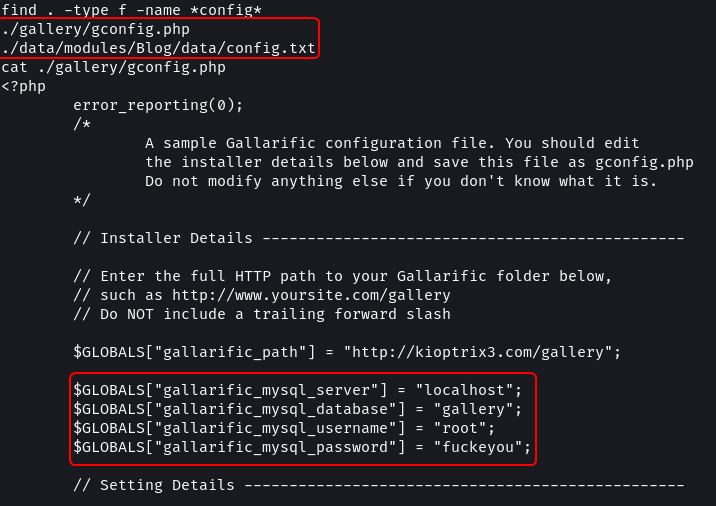 find . -type f -name *config*
./gallery/gconfig.php
./data/modules/Blog/data/config.txt
cat ./gallery/gconfig.php
<?php
error_reporting(0);
/*
A sample Gallarific configuration file. You should edit
the installer details below and save this file as gconfig.php
Do not modify anything else if you don't know what it is.
*/
// Installer Details -----------------------------------------------
// Enter the full HTTP path to your Gallarific folder below,
// such as http://www.yoursite.com/gallery
// Do NOT include a trailing forward slash
$GLOBALS["gallarific_path"] = "http://kioptrix3.com/gallery";
$GLOBALS["gallarific_mysql_server"] = "localhost";
$GLOBALS["gallarific_mysql_database"] = "gallery";
$GLOBALS["gallarific_mysql_username"] = "root";
$GLOBALS["gallarific_mysql_password"] = "fuckeyou";
// Setting Details -------------------------------------------------